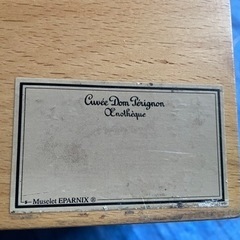 Cuvée Dom Pérignon
Œnothèque
Muselet EPARNIX ®